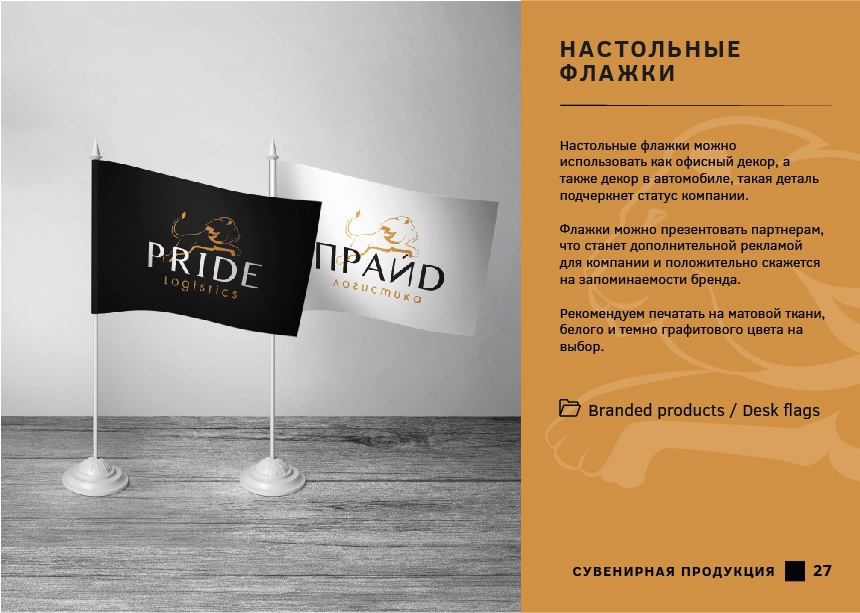 PRIDE
logistics
ПРАЙD
логистика
НАСТОЛЬНЫЕ
ФЛАЖКИ
Настольные флажки можно
использовать как офисный декор, а
также декор в автомобиле, такая деталь
подчеркнет статус компании.
Флажки можно презентовать партнерам,
что станет дополнительной рекламой
для компании и положительно скажется
на запоминаемости бренда.
Рекомендуем печатать на матовой ткани,
белого и темно графитового цвета на
выбор.
Branded products / Desk flags
СУВЕНИРНАЯ ПРОДУКЦИЯ 27